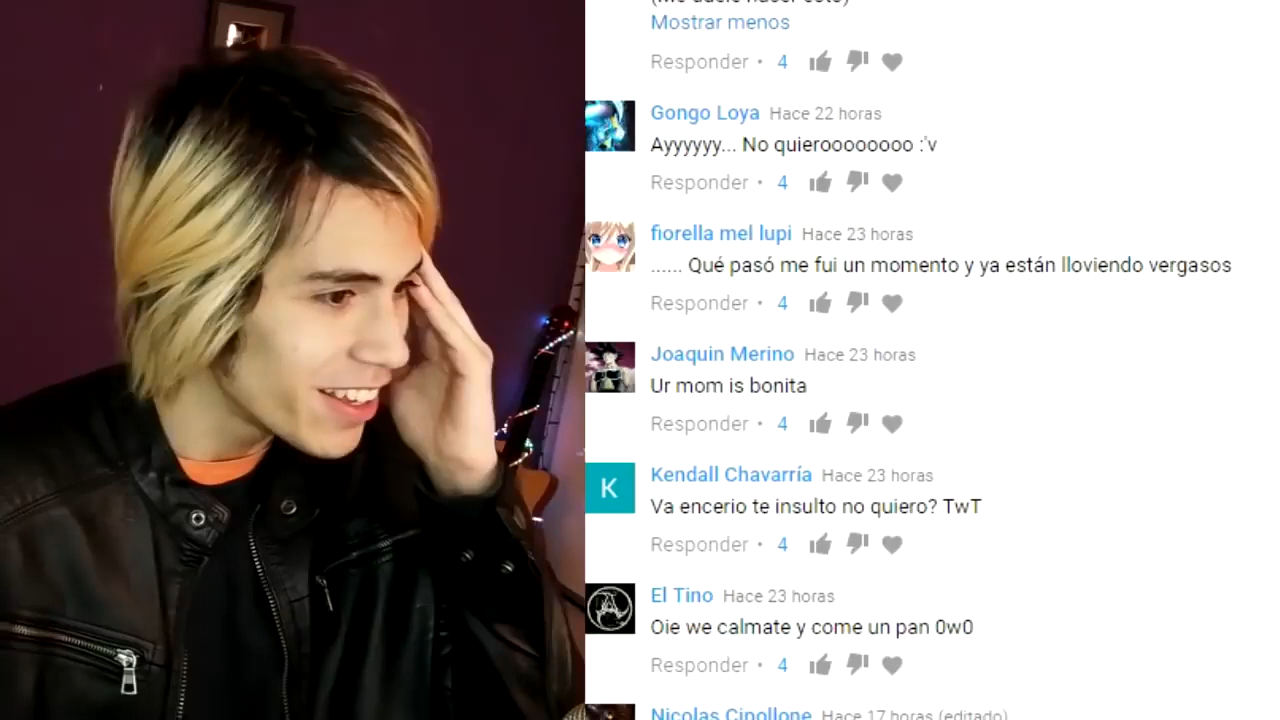 Mostrar menos
Responder • 4
Gongo Loya Hace 22 horas
Ayyyyyy... No quieroooooooo :'v
Responder • 4
fiorella mel lupi Hace 23 horas
...... Qué pasó me fui un momento y ya están lloviendo vergasos
Responder • 4
Joaquin Merino Hace 23 horas
Ur mom is bonita
Responder • 4
K
Kendall Chavarría Hace 23 horas
Va encerio te insulto no quiero? TwT
Responder • 4
El Tino Hace 23 horas
Oie we calmate y come un pan 0w0
Responder • 4
Nicolas Cipollone Hace 17 horas (editado)